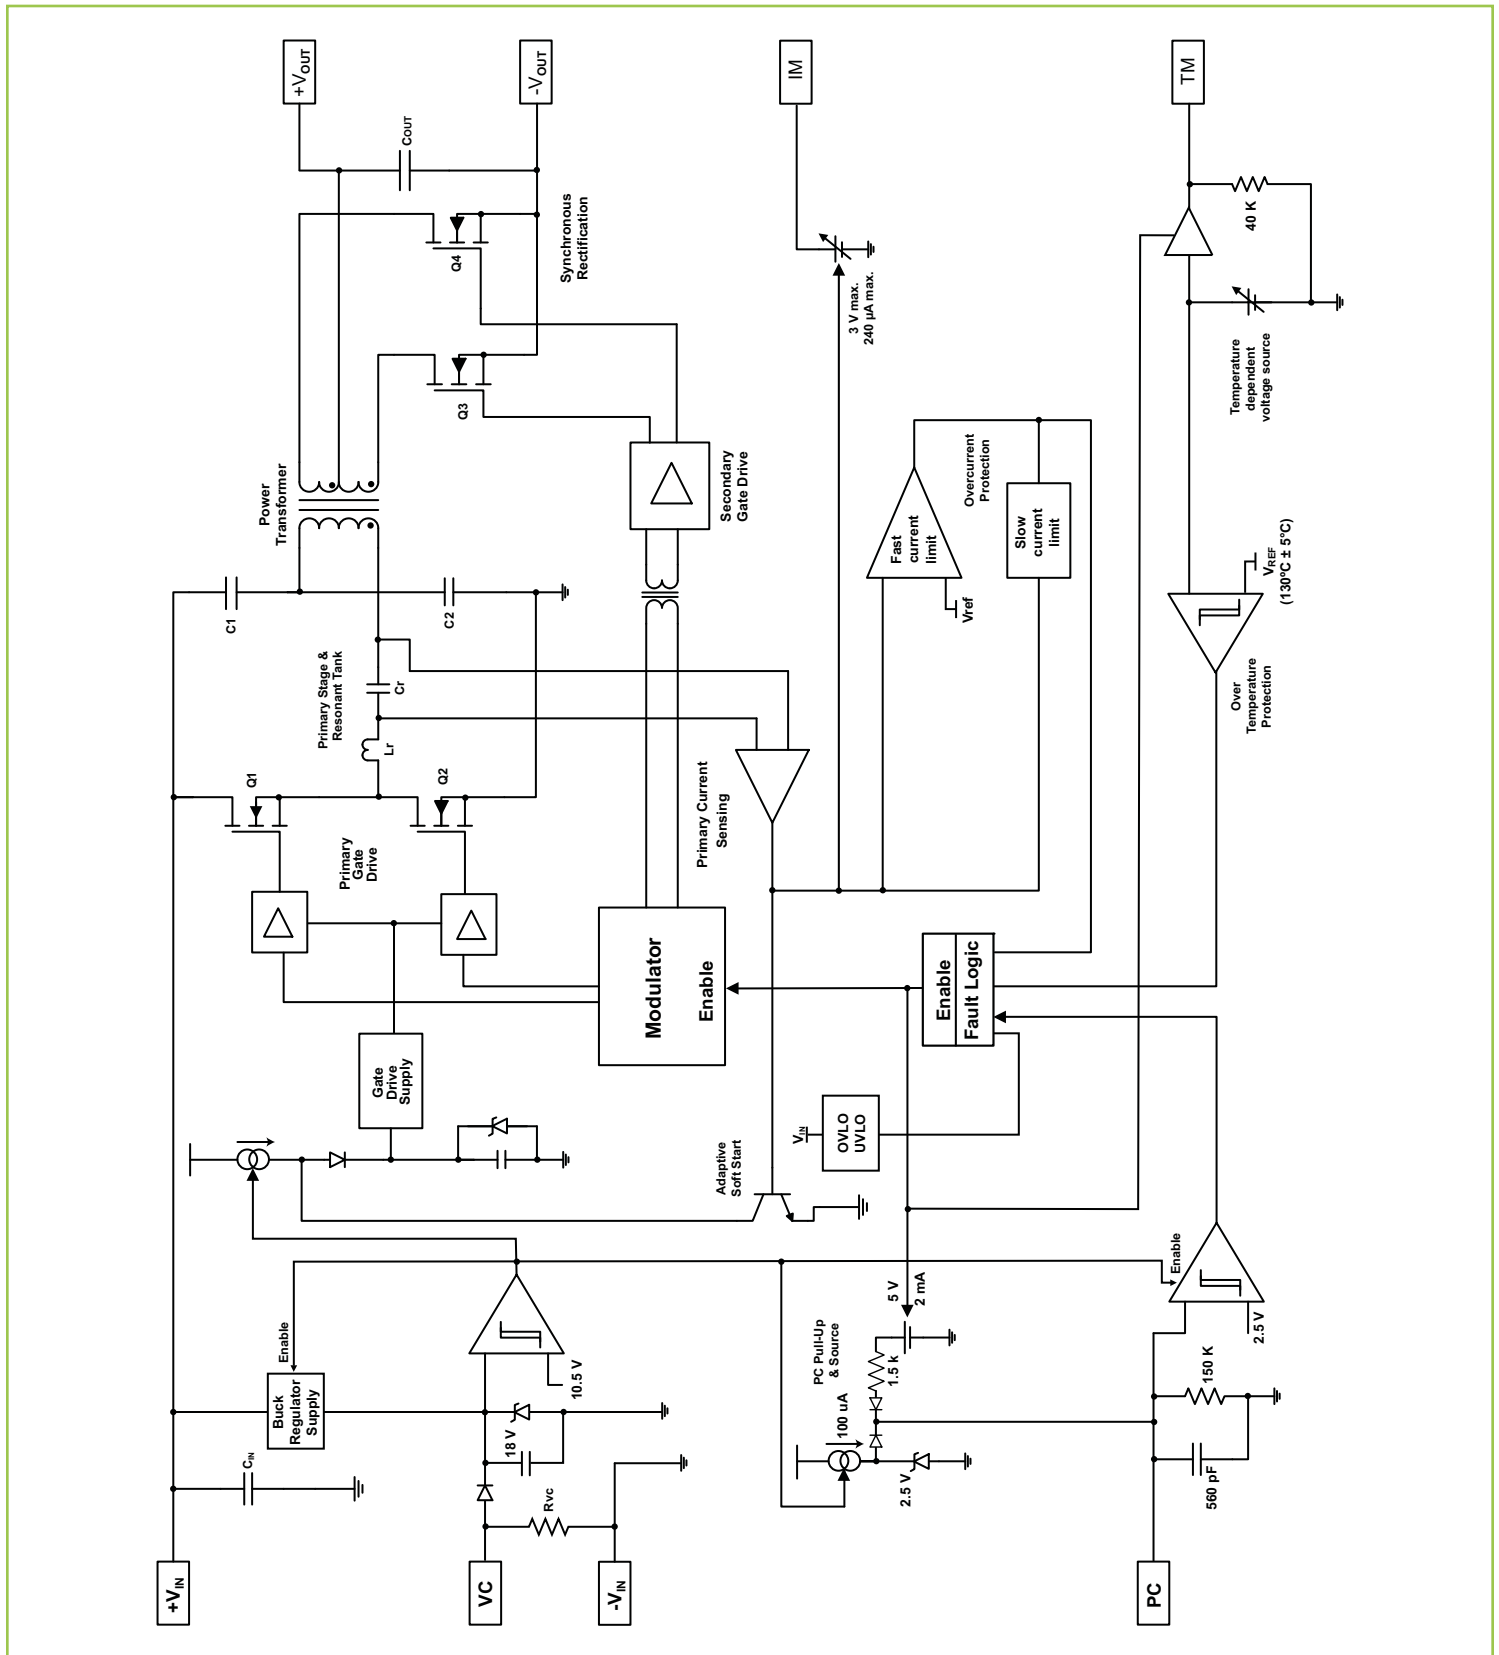 +VOUT
-VOUT
IM
TM
COUT
Synchronous
Rectification
Q4
Q3
40 K
3 V max.
240 µA max.
Temperature
dependent
voltage source
Power
Transformer
Secondary
Gate Drive
Overcurrent
Protection
Fast
current
limit
Slow
current
limit
Vref
VREF
(130°C ± 5°C)
Over
Temperature
Protection
C1
C2
Primary Stage &
Resonant Tank
Cr
Lr
Q1
Q2
Primary
Gate
Drive
Primary Current
Sensing
Modulator
Enable
Enable
Fault Logic
Gate
Drive
Supply
Adaptive
Soft Start
VIN
OVLO
UVLO
Enable
Buck
Regulator
Supply
10.5 V
18 V
CIN
Rvc
PC Pull-Up
& Source
5 V
2 mA
1.5 k
100 uA
2.5 V
Enable
2.5 V
150 K
560 pF
+VIN
VC
-VIN
PC